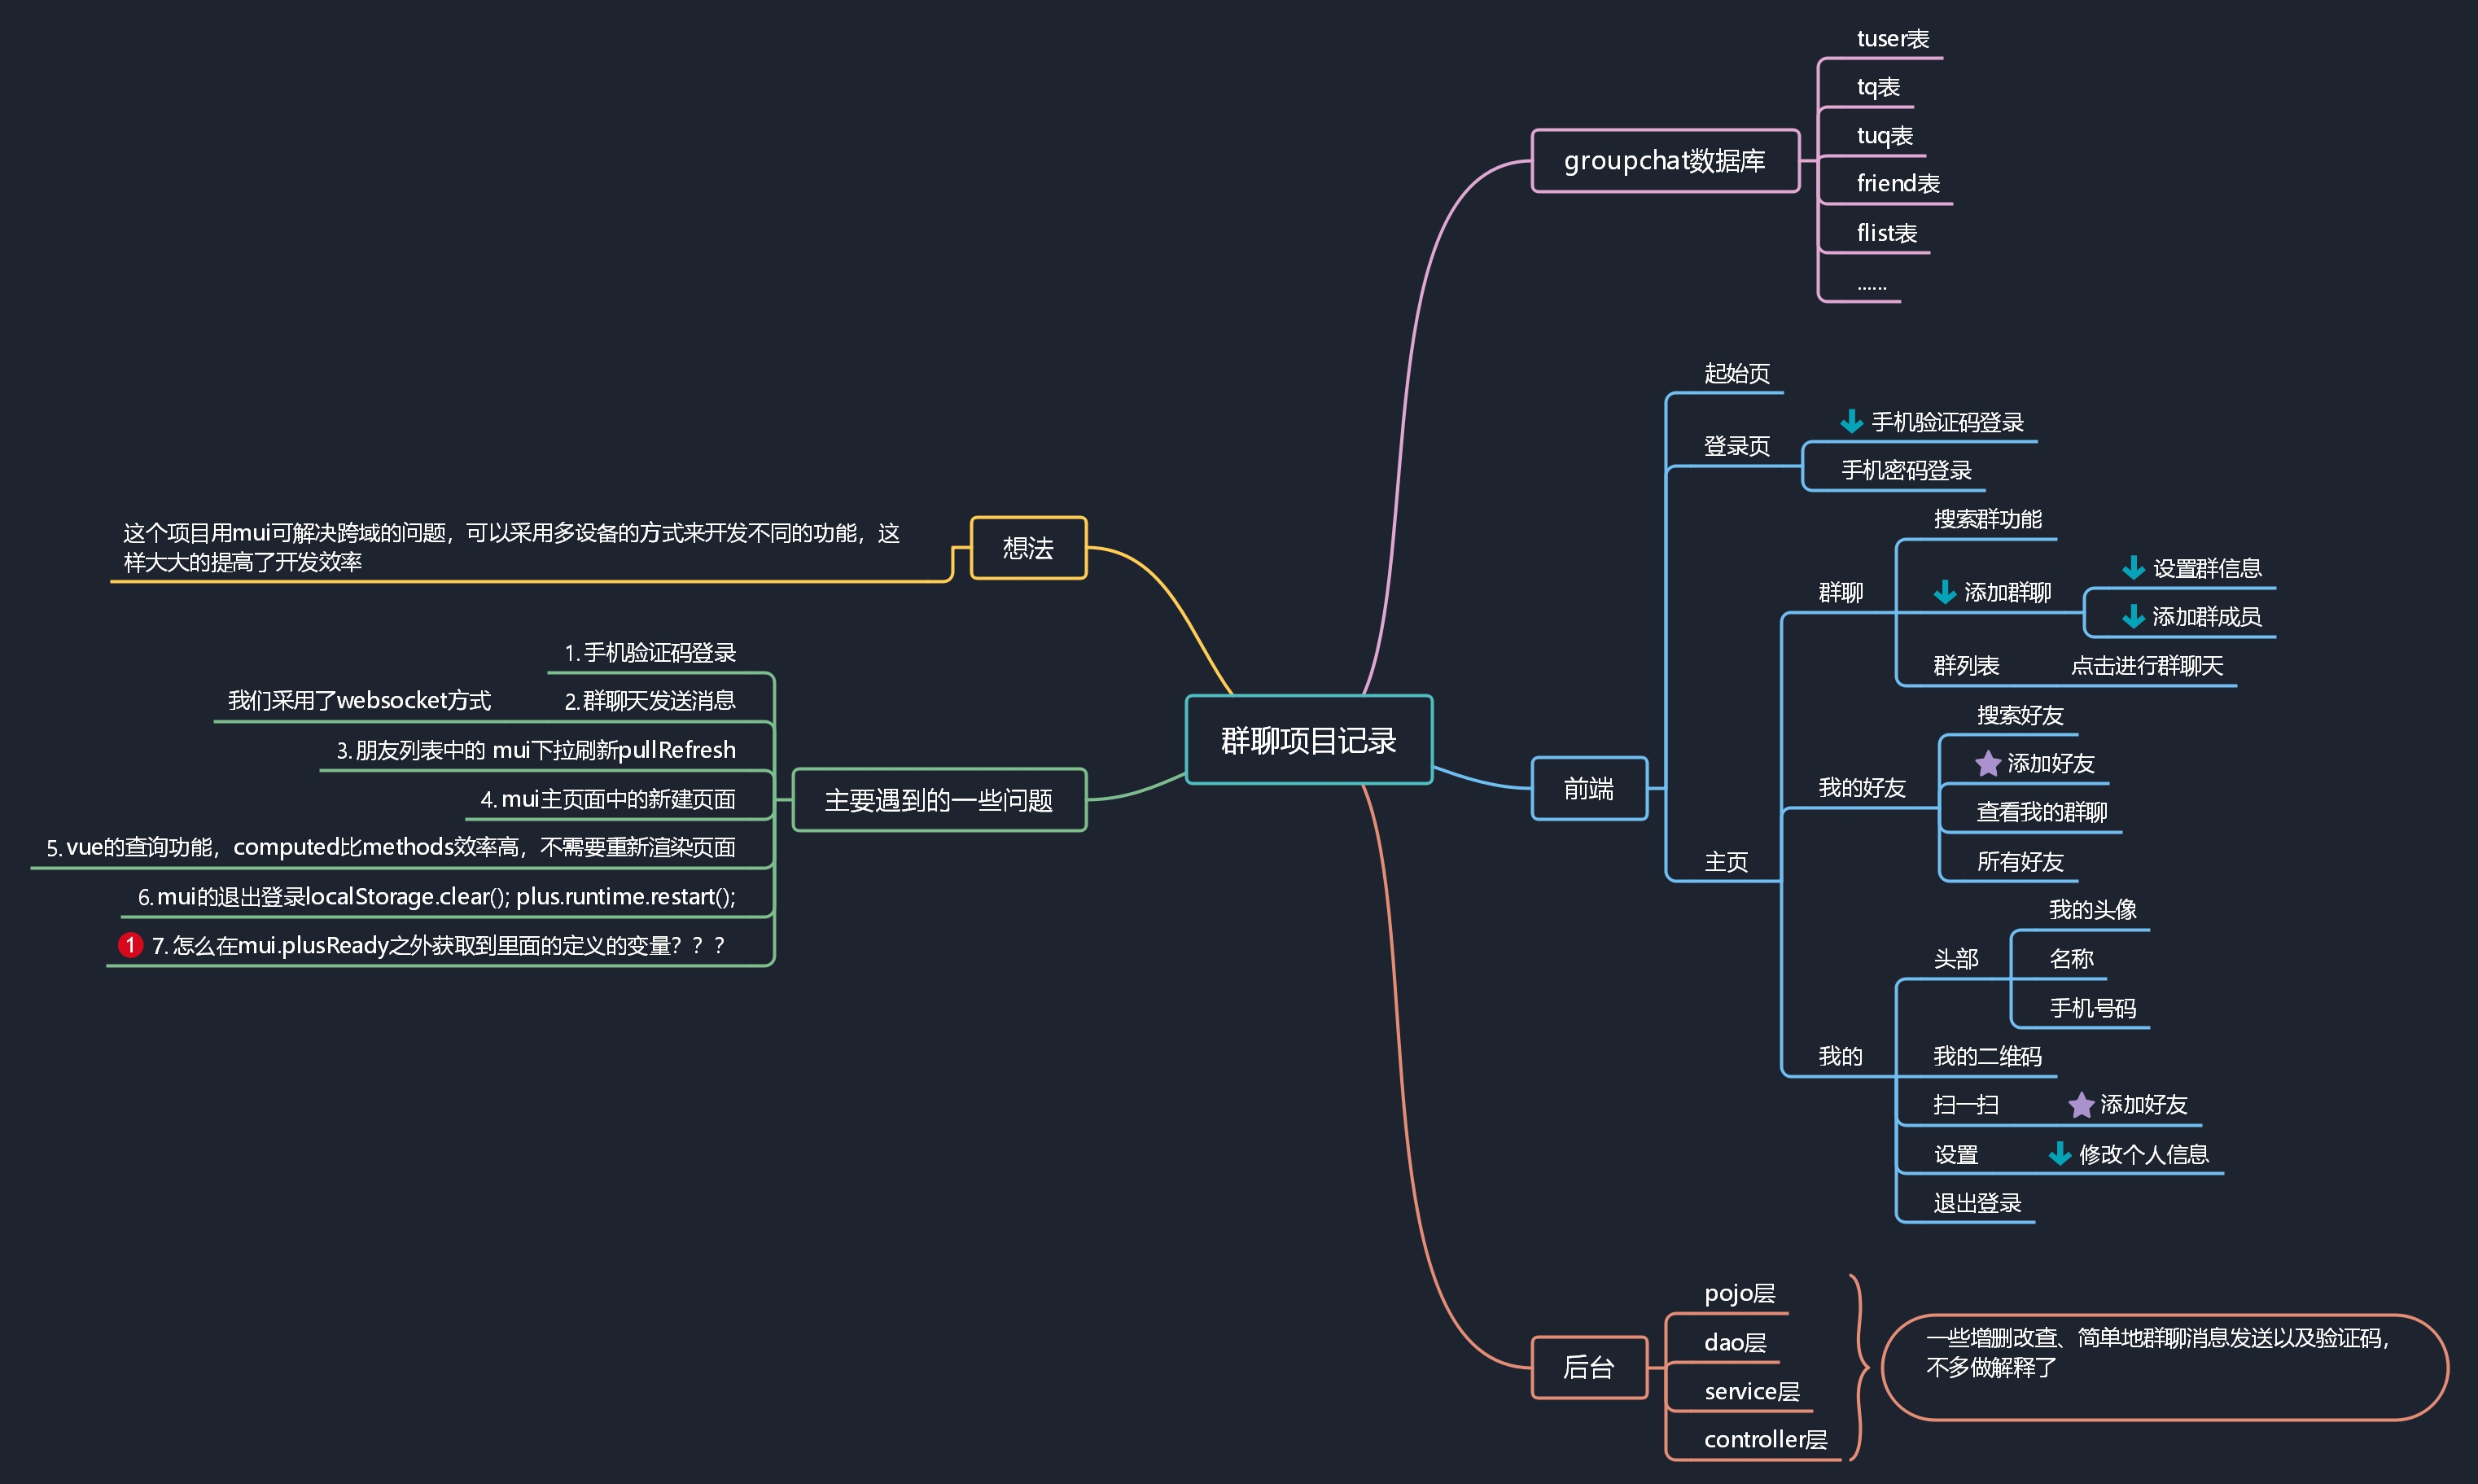 群聊项目记录
groupchat数据库
tuser表
tq表
tuq表
friend表
flist表
......
前端
起始页
登录页
手机验证码登录
手机密码登录
主页
群聊
搜索群功能
添加群聊
设置群信息
添加群成员
群列表
点击进行群聊天
我的好友
搜索好友
添加好友
查看我的群聊
所有好友
我的
头部
我的头像
名称
手机号码
我的二维码
扫一扫
添加好友
设置
修改个人信息
退出登录
后台
pojo层
dao层
service层
controller层
一些增删改查、简单地群聊消息发送以及验证码，
不多做解释了
想法
这个项目用mui可解决跨域的问题，可以采用多设备的方式来开发不同的功能，这
样大大的提高了开发效率
主要遇到的一些问题
1. 手机验证码登录
2. 群聊天发送消息
我们采用了websocket方式
3. 朋友列表中的 mui下拉刷新pullRefresh
4. mui主页面中的新建页面
5. vue的查询功能，computed比methods效率高，不需要重新渲染页面
6. mui的退出登录localStorage.clear(); plus.runtime.restart();
1 7. 怎么在mui.plusReady之外获取到里面的定义的变量？？？